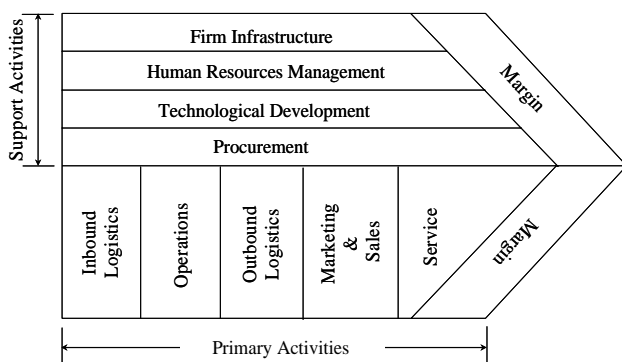 Support Activities
Firm Infrastructure
Human Resources Management
Technological Development
Procurement
Margin
Inbound
Logistics
Operations
Outbound
Logistics
Marketing
&
Sales
Service
Margin
Primary Activities